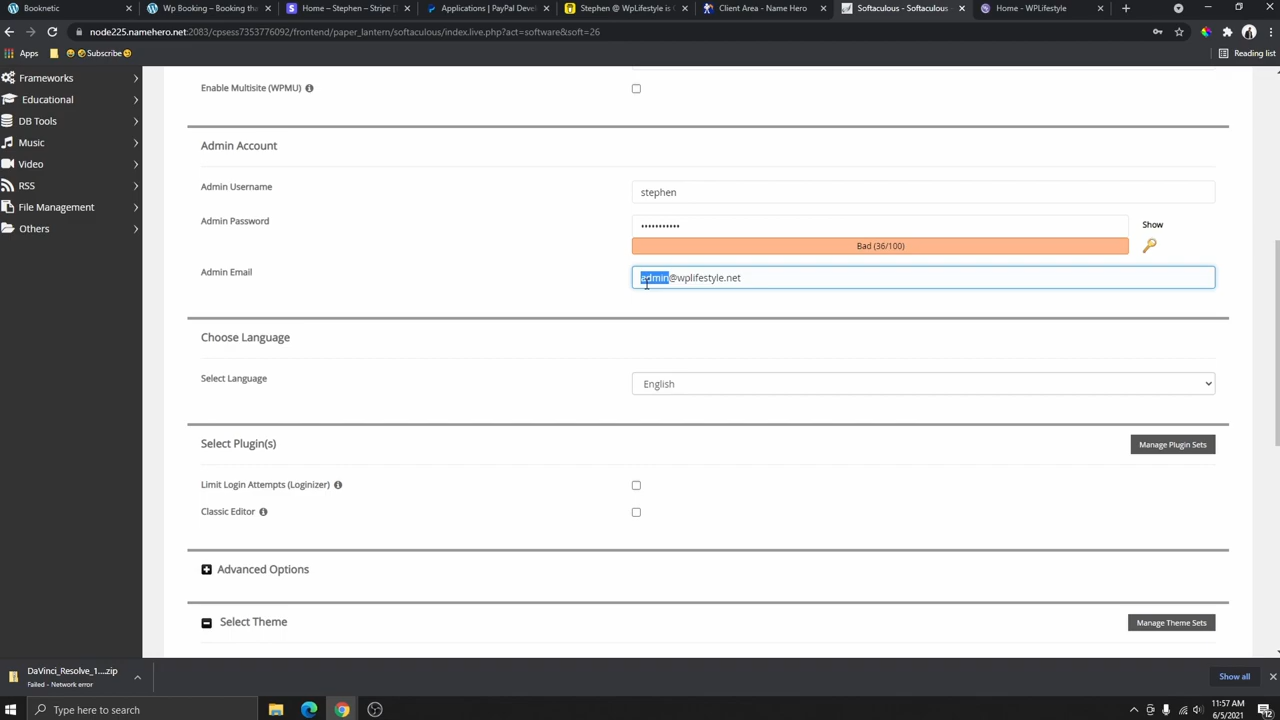 Booknetic
Wp Booking – Booking tha
Home – Stephen – Stripe [T
Applications | PayPal Devel
Stephen @ WpLifestyle is C
Client Area - Name Hero
Softaculous - Softaculous
Home - WPLifestyle
node225.namehero.net:2083/cpsess7353776092/frontend/paper_lantern/softaculous/index.live.php?act=software&soft=26
Apps
Subscribe
Reading list
Frameworks
Educational
DB Tools
Music
Video
RSS
File Management
Others
Enable Multisite (WPMU)
Admin Account
Admin Username
stephen
Admin Password
•••••••••••
Show
Bad (36/100)
Admin Email
admin@wplifestyle.net
Choose Language
Select Language
English
Select Plugin(s)
Manage Plugin Sets
Limit Login Attempts (Loginizer)
Classic Editor
Advanced Options
Select Theme
Manage Theme Sets
DaVinci_Resolve_1....zip
Failed - Network error
Show all
Type here to search
11:57 AM
6/5/2021